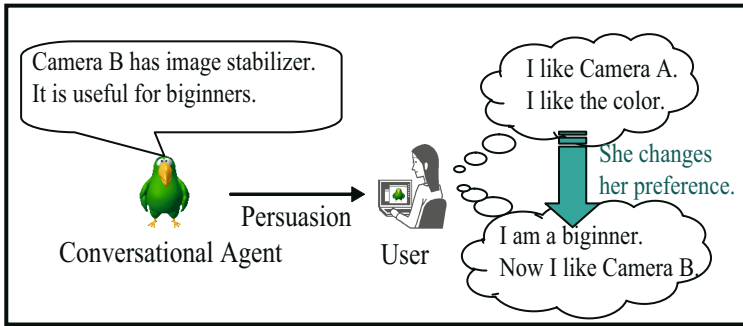 Camera B has image stabilizer.
It is useful for biginners.
I like Camera A.
I like the color.
She changes
her preference.
Persuasion
Conversational Agent
User
I am a biginner.
Now I like Camera B.